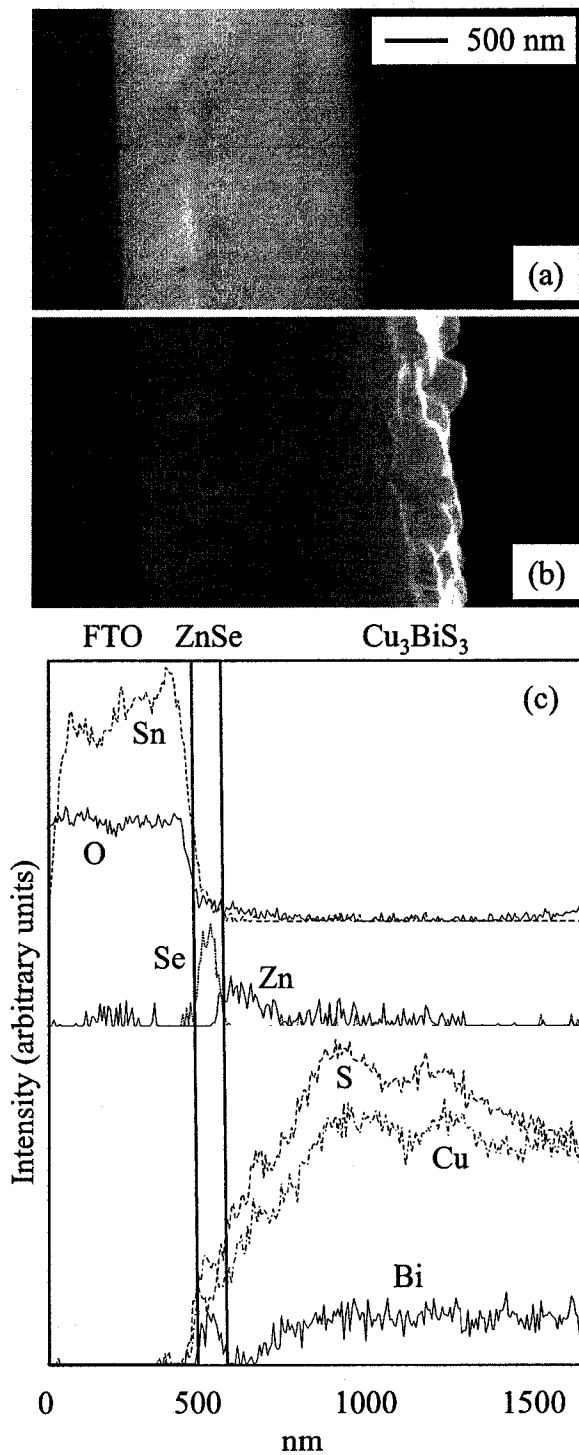 500 nm
(a)
(b)
FTO ZnSe Cu₃BiS₃
(c)
Sn
O
Se
Zn
S
Cu
Bi
Intensity (arbitrary units)
0 500 1000 1500
nm